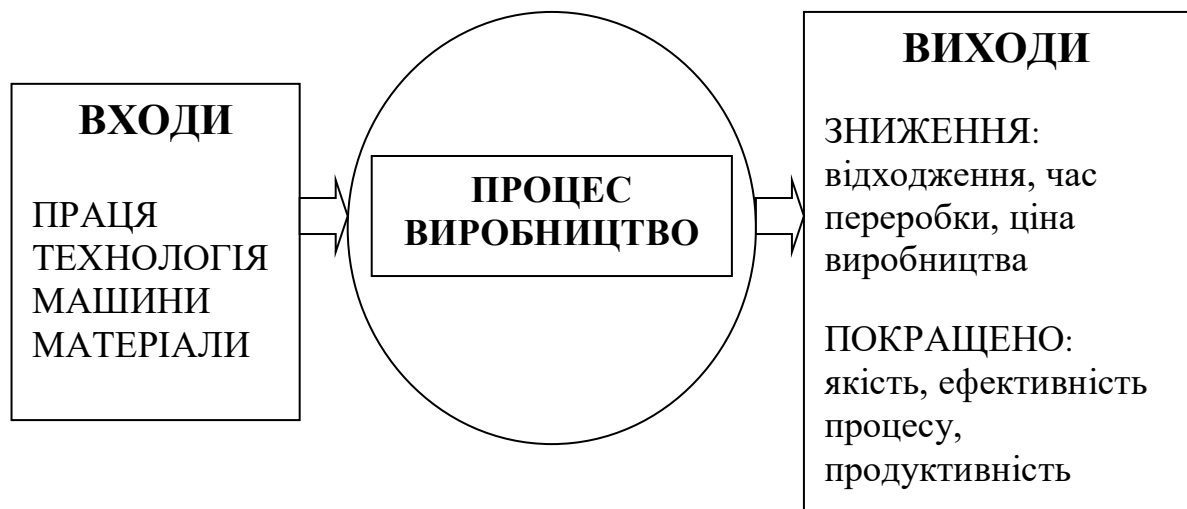 ВХОДИ
ПРАЦЯ
ТЕХНОЛОГІЯ
МАШИНИ
МАТЕРІАЛИ
ПРОЦЕС
ВИРОБНИЦТВО
ВИХОДИ
ЗНИЖЕННЯ:
відходження, час
переробки, ціна
виробництва
ПОКРАЩЕНО:
якість, ефективність
процесу,
продуктивність